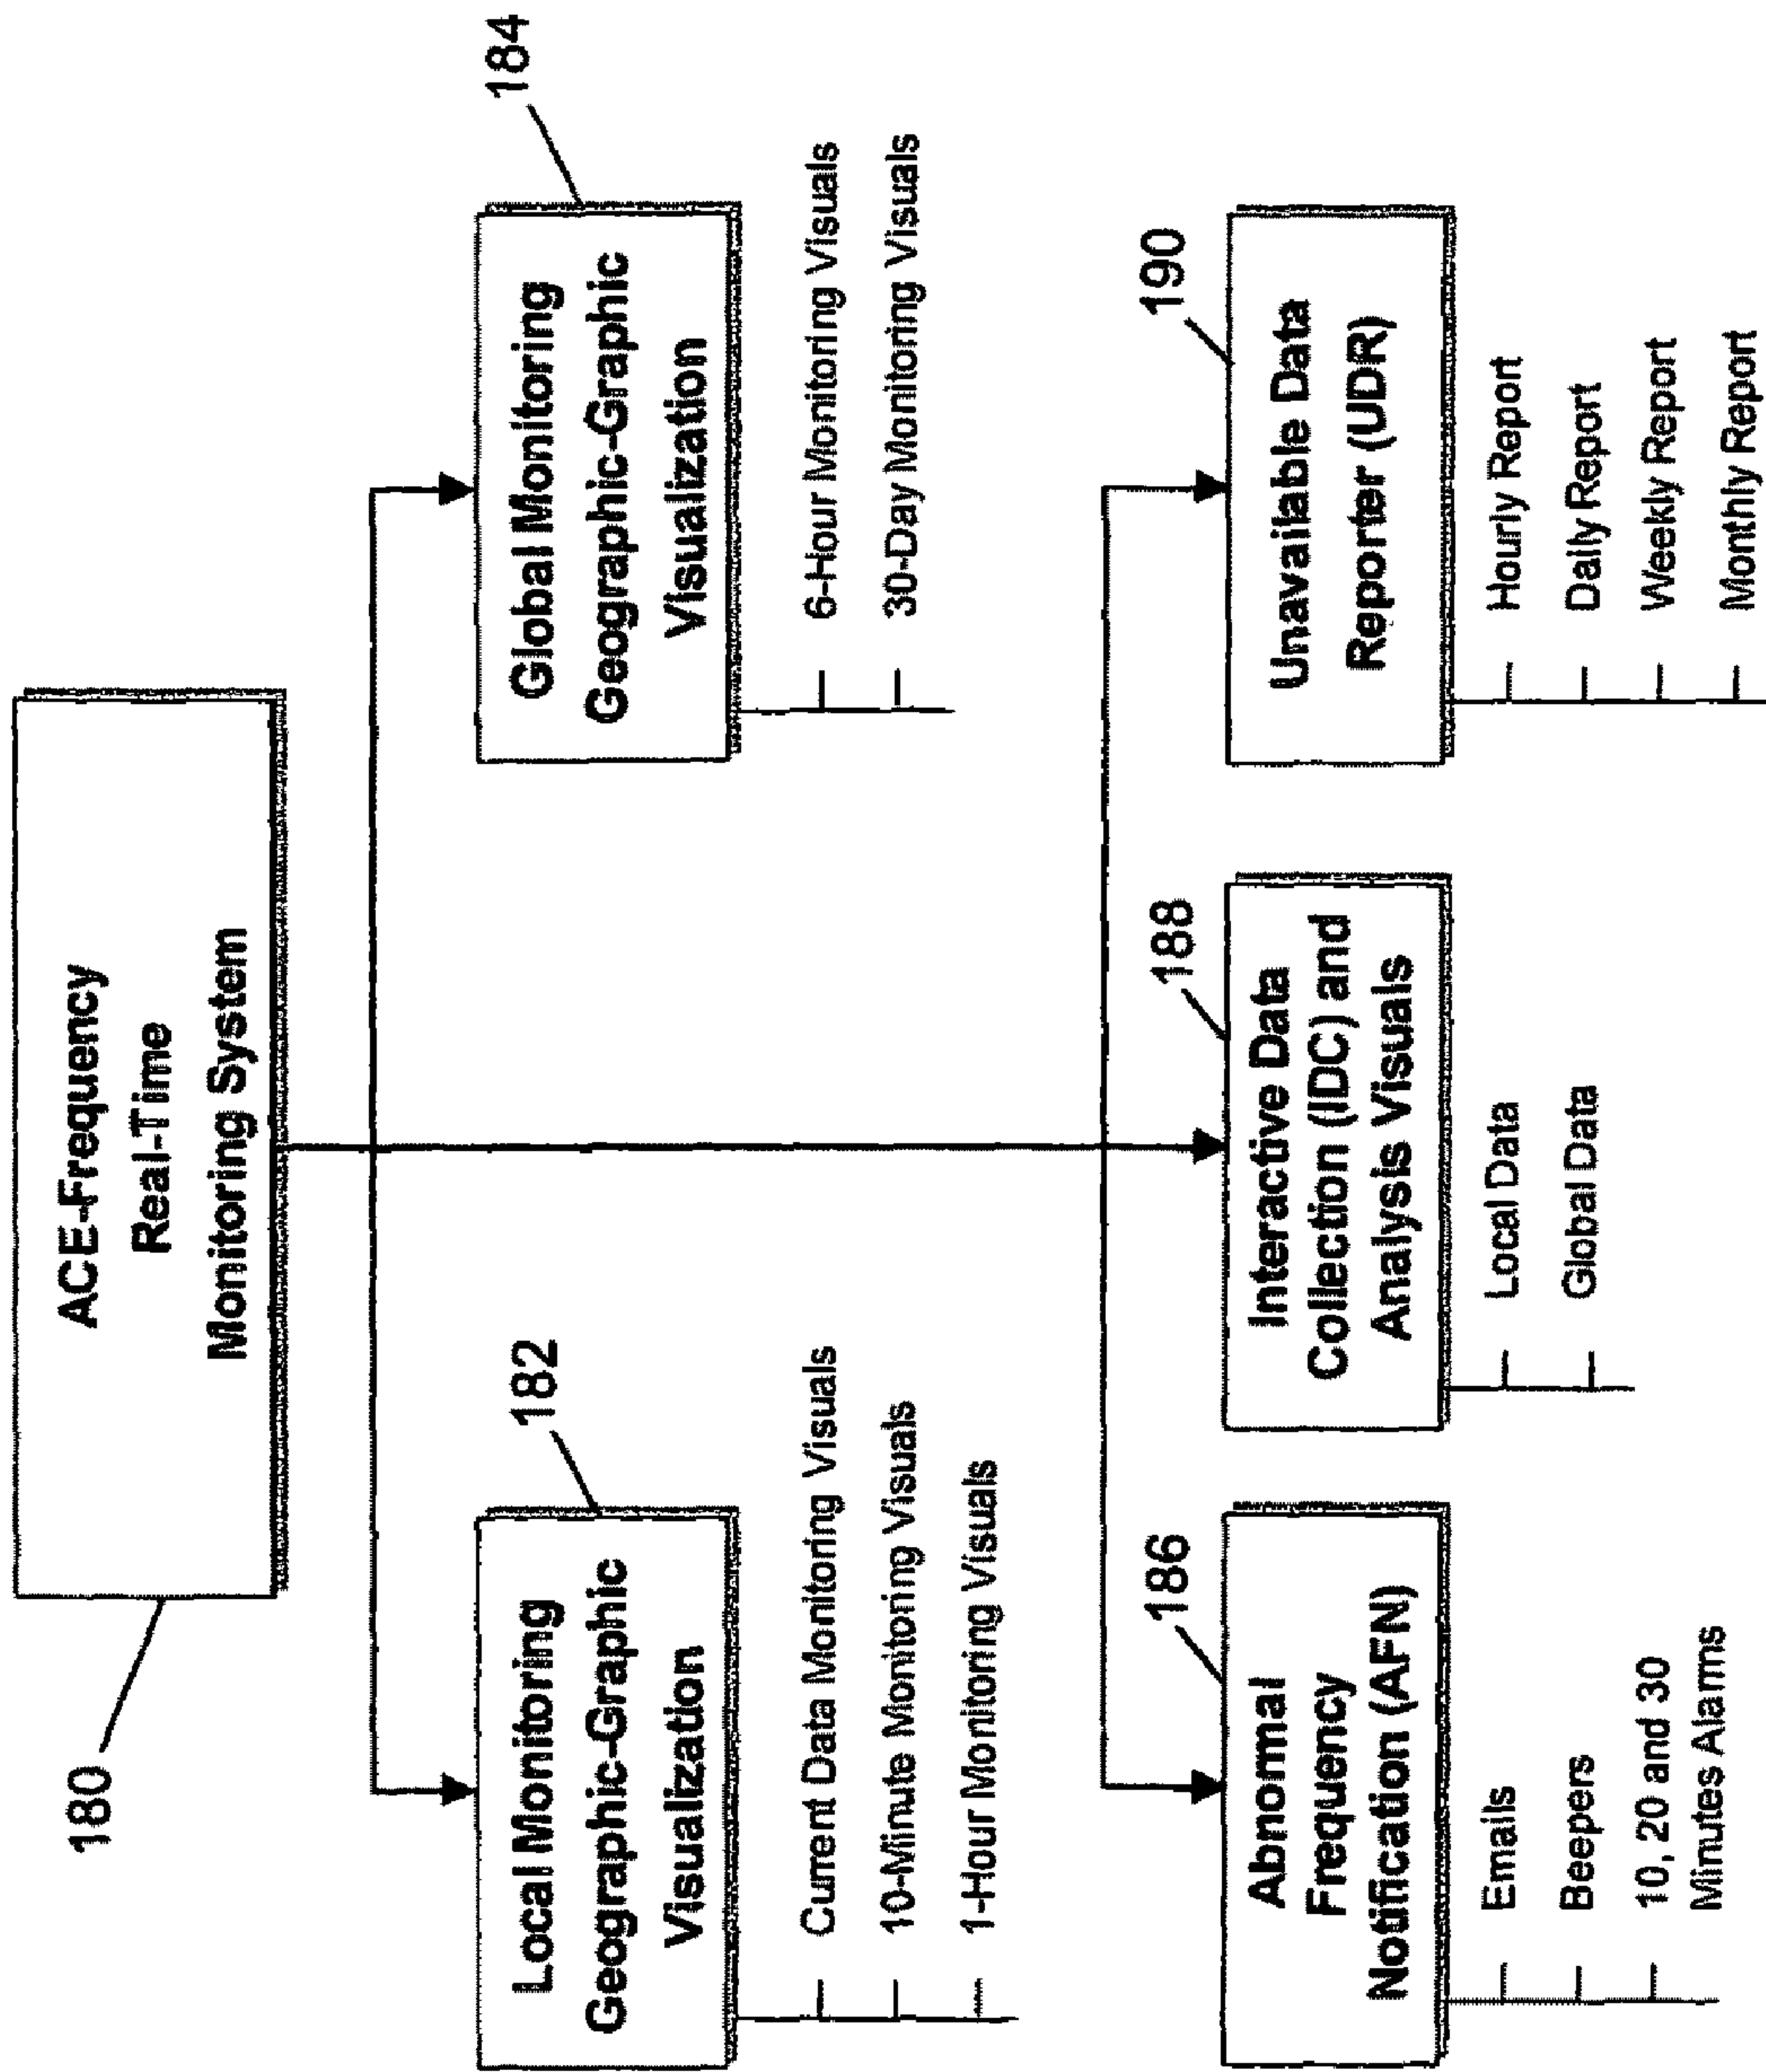 ACE-Frequency
Real-Time
Monitoring System
180
Local Monitoring
Geographic-Graphic
Visualization
182
Current Data Monitoring Visuals
10-Minute Monitoring Visuals
1-Hour Monitoring Visuals
Global Monitoring
Geographic-Graphic
Visualization
184
6-Hour Monitoring Visuals
30-Day Monitoring Visuals
Abnormal
Frequency
Notification (AFN)
186
Emails
Beepers
10, 20 and 30
Minutes Alarms
Interactive Data
Collection (IDC) and
Analysis Visuals
188
Local Data
Global Data
Unavailable Data
Reporter (UDR)
190
Hourly Report
Daily Report
Weekly Report
Monthly Report